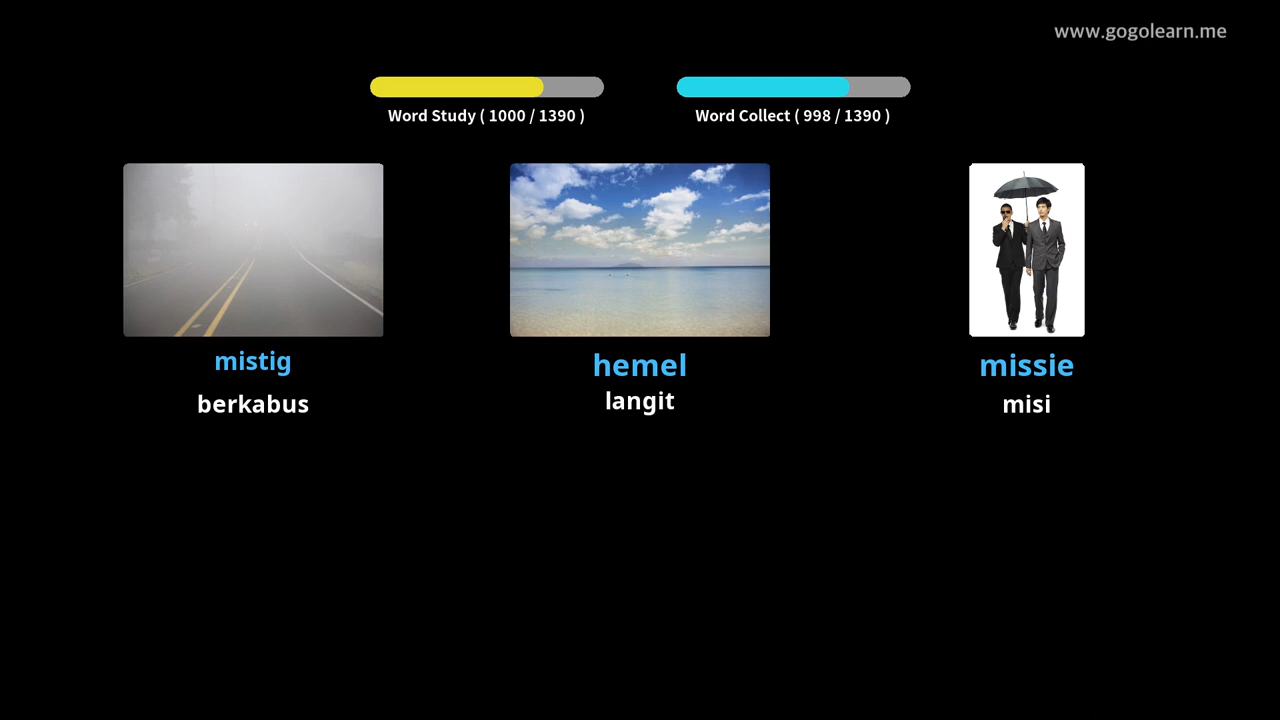 www.gogolearn.me
Word Study ( 1000 / 1390 )
Word Collect ( 998 / 1390 )
mistig
hemel
missie
berkabus
langit
misi